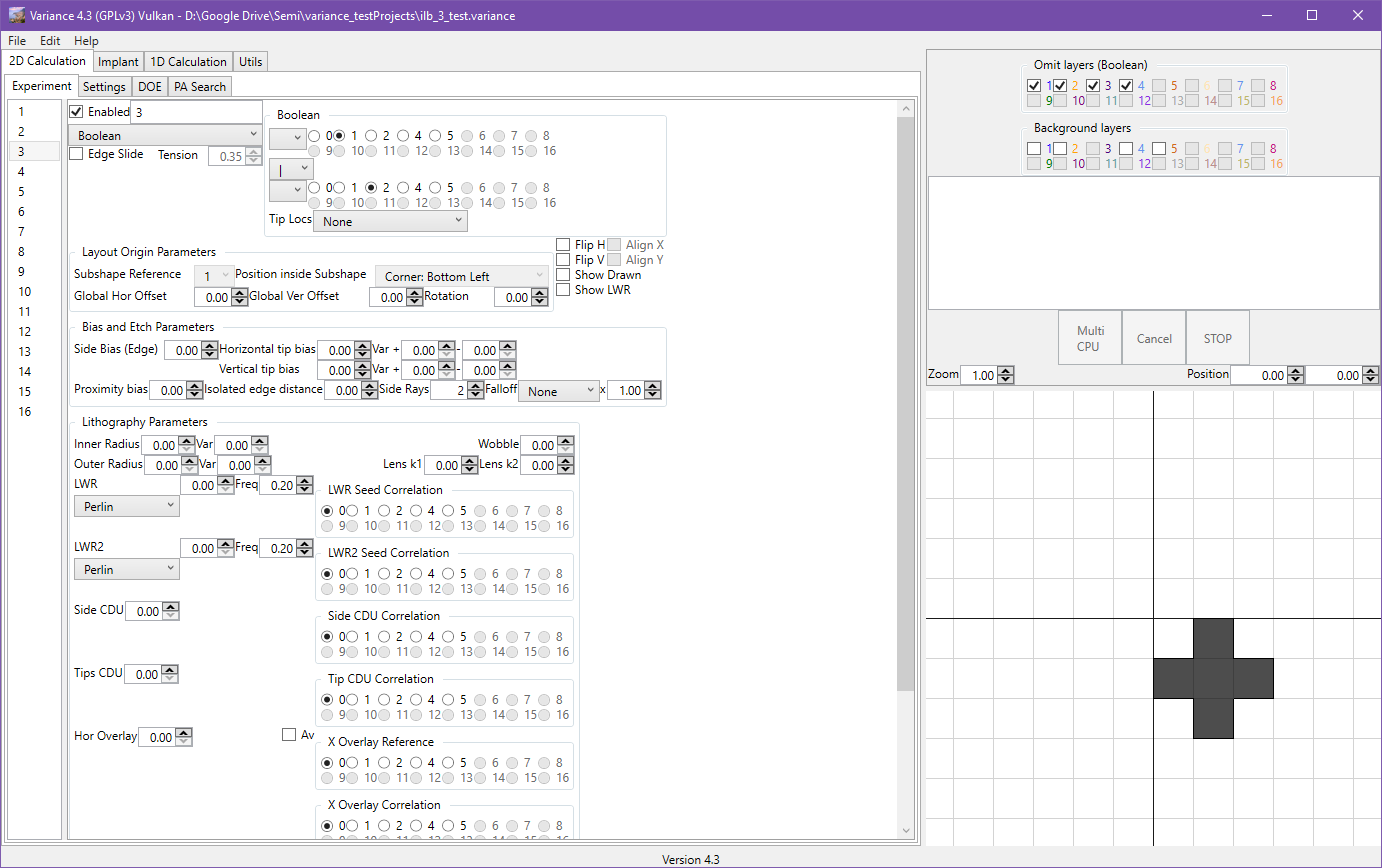 Variance 4.3 (GPLv3) Vulkan - D:\Google Drive\Semi\variance_testProjects\ilb_3_test.variance
File Edit Help
2D Calculation Implant 1D Calculation Utils
Experiment Settings DOE PA Search
1
2
3
4
5
6
7
8
9
10
11
12
13
14
15
16
Enabled 3
Boolean
Edge Slide Tension 0.35
Boolean
0 1 2 4 5 6 7 8
9 10 11 12 13 14 15 16
|
0 1 2 4 5 6 7 8
9 10 11 12 13 14 15 16
Tip Locs None
Layout Origin Parameters
Subshape Reference 1 Position inside Subshape Corner: Bottom Left
Global Hor Offset 0.00 Global Ver Offset 0.00 Rotation 0.00
Flip H Align X
Flip V Align Y
Show Drawn
Show LWR
Bias and Etch Parameters
Side Bias (Edge) 0.00 Horizontal tip bias 0.00 Var + 0.00 - 0.00
Vertical tip bias 0.00 Var + 0.00 - 0.00
Proximity bias 0.00 Isolated edge distance 0.00 Side Rays 2 Falloff None x 1.00
Lithography Parameters
Inner Radius 0.00 Var 0.00 Wobble 0.00
Outer Radius 0.00 Var 0.00 Lens k1 0.00 Lens k2 0.00
LWR 0.00 Freq 0.20
Perlin
LWR Seed Correlation
0 1 2 4 5 6 7 8
9 10 11 12 13 14 15 16
LWR2 0.00 Freq 0.20
Perlin
LWR2 Seed Correlation
0 1 2 4 5 6 7 8
9 10 11 12 13 14 15 16
Side CDU 0.00
Side CDU Correlation
0 1 2 4 5 6 7 8
9 10 11 12 13 14 15 16
Tips CDU 0.00
Tip CDU Correlation
0 1 2 4 5 6 7 8
9 10 11 12 13 14 15 16
Hor Overlay 0.00 Av
X Overlay Reference
0 1 2 4 5 6 7 8
9 10 11 12 13 14 15 16
X Overlay Correlation
0 1 2 4 5 6 7 8
Omit layers (Boolean)
1 2 3 4 5 6 7 8
9 10 11 12 13 14 15 16
Background layers
1 2 3 4 5 6 7 8
9 10 11 12 13 14 15 16
Multi CPU Cancel STOP
Zoom 1.00 Position 0.00 0.00
Version 4.3